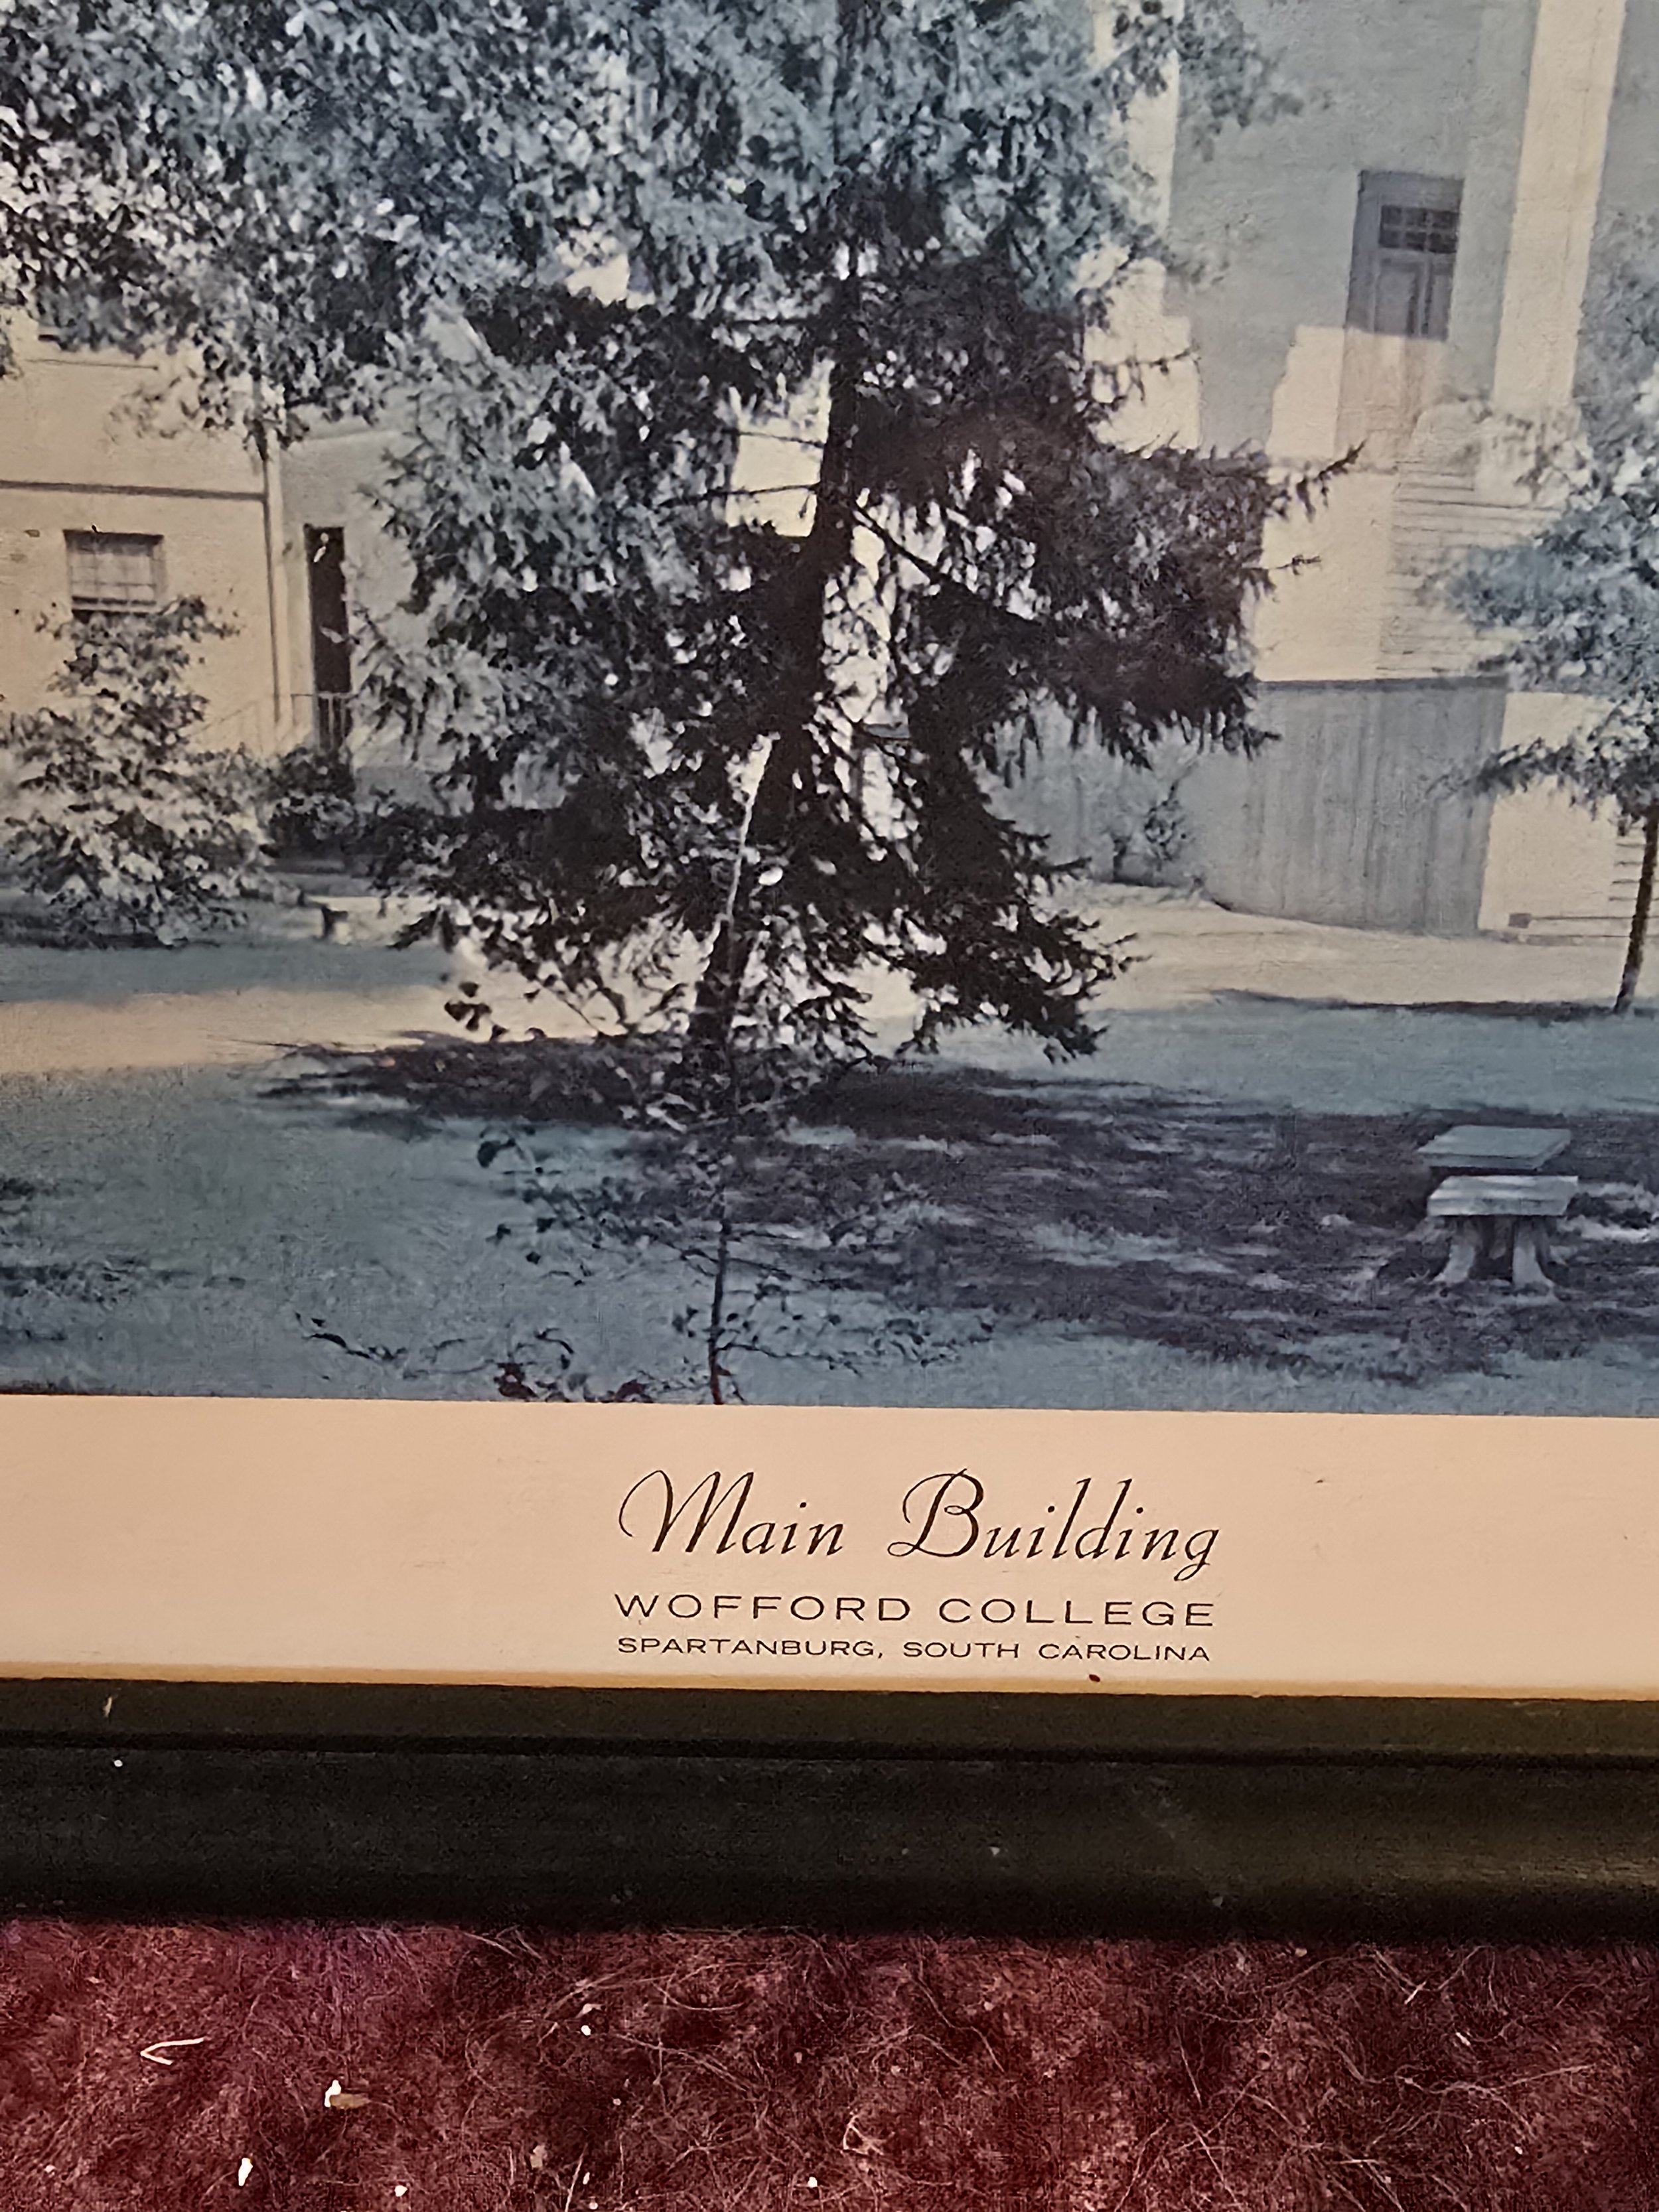 Main Building
WOFFORD COLLEGE
SPARTANBURG, SOUTH CAROLINA